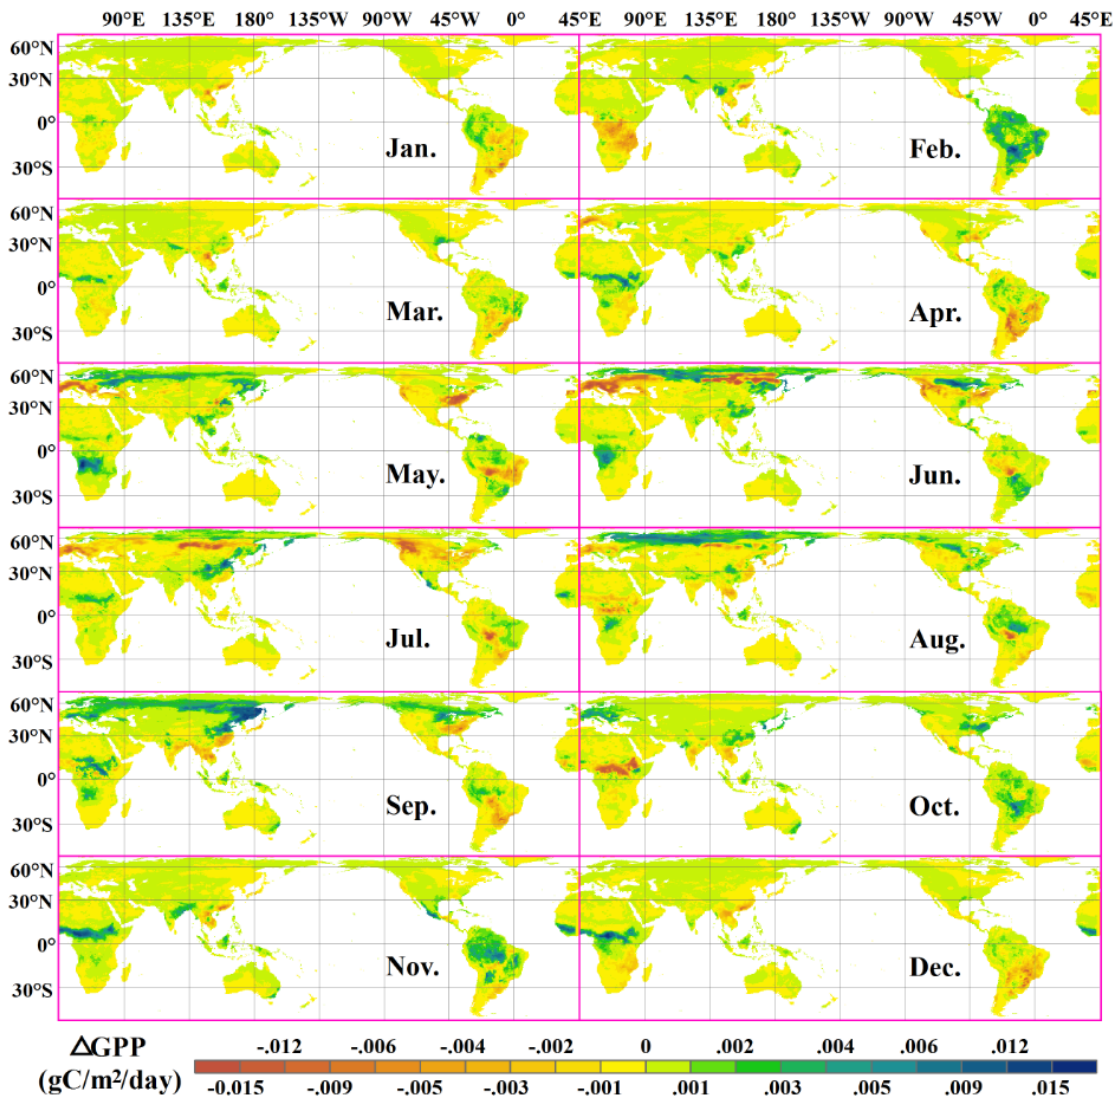 90°E 135°E 180° 135°W 90°W 45°W 0° 45°E 90°E 135°E 180° 135°W 90°W 45°W 0° 45°E
60°N
30°N
0°
30°S
Jan. Feb.
60°N
30°N
0°
30°S
Mar. Apr.
60°N
30°N
0°
30°S
May. Jun.
60°N
30°N
0°
30°S
Jul. Aug.
60°N
30°N
0°
30°S
Sep. Oct.
60°N
30°N
0°
30°S
Nov. Dec.
△GPP
(gC/m²/day)
-.012 -.006 -.004 -.002 0 .002 .004 .006 .012
-0.015 -.009 -.005 -.003 -.001 .001 .003 .005 .009 .015